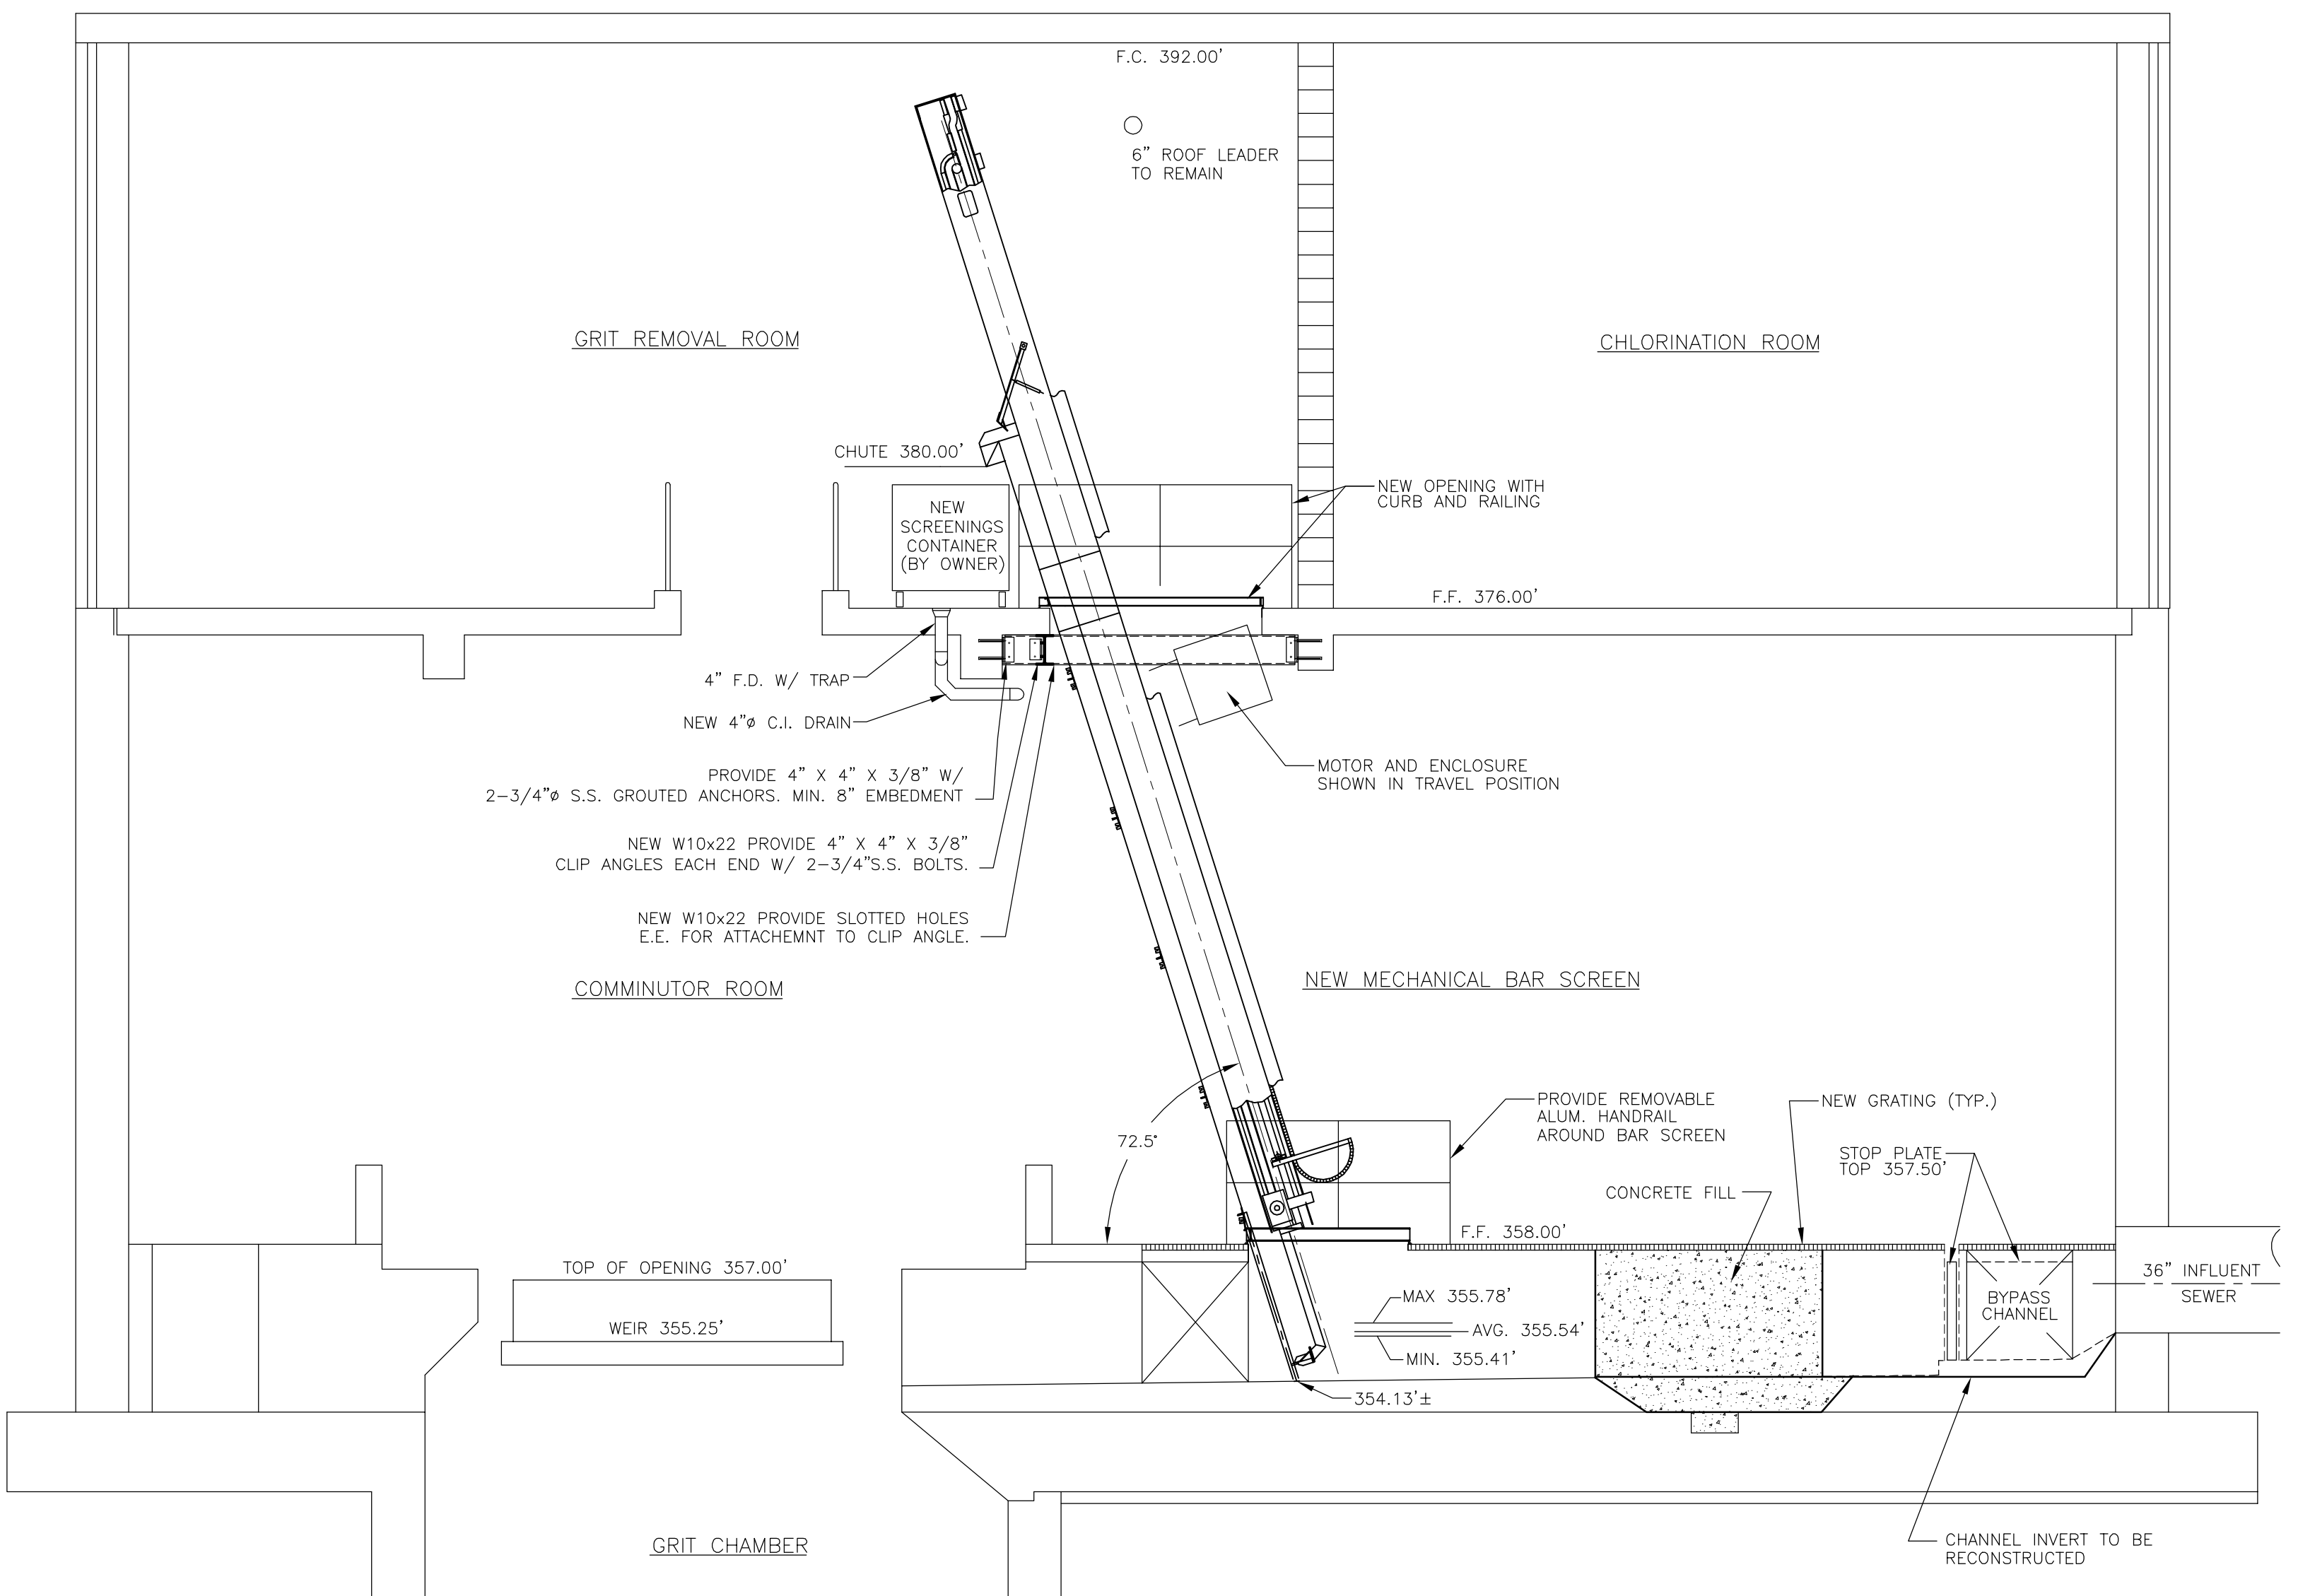 F.C. 392.00'
6" ROOF LEADER
TO REMAIN
GRIT REMOVAL ROOM
CHLORINATION ROOM
CHUTE 380.00'
NEW
SCREENINGS
CONTAINER
(BY OWNER)
NEW OPENING WITH
CURB AND RAILING
F.F. 376.00'
4" F.D. W/ TRAP
NEW 4"ø C.I. DRAIN
PROVIDE 4" X 4" X 3/8" W/
2-3/4"ø S.S. GROUTED ANCHORS. MIN. 8" EMBEDMENT
MOTOR AND ENCLOSURE
SHOWN IN TRAVEL POSITION
NEW W10x22 PROVIDE 4" X 4" X 3/8"
CLIP ANGLES EACH END W/ 2-3/4"S.S. BOLTS.
NEW W10x22 PROVIDE SLOTTED HOLES
E.E. FOR ATTACHEMNT TO CLIP ANGLE.
COMMINUTOR ROOM
NEW MECHANICAL BAR SCREEN
72.5°
PROVIDE REMOVABLE
ALUM. HANDRAIL
AROUND BAR SCREEN
NEW GRATING (TYP.)
STOP PLATE
TOP 357.50'
CONCRETE FILL
F.F. 358.00'
TOP OF OPENING 357.00'
WEIR 355.25'
MAX 355.78'
AVG. 355.54'
MIN. 355.41'
354.13'±
BYPASS
CHANNEL
36" INFLUENT
SEWER
GRIT CHAMBER
CHANNEL INVERT TO BE
RECONSTRUCTED